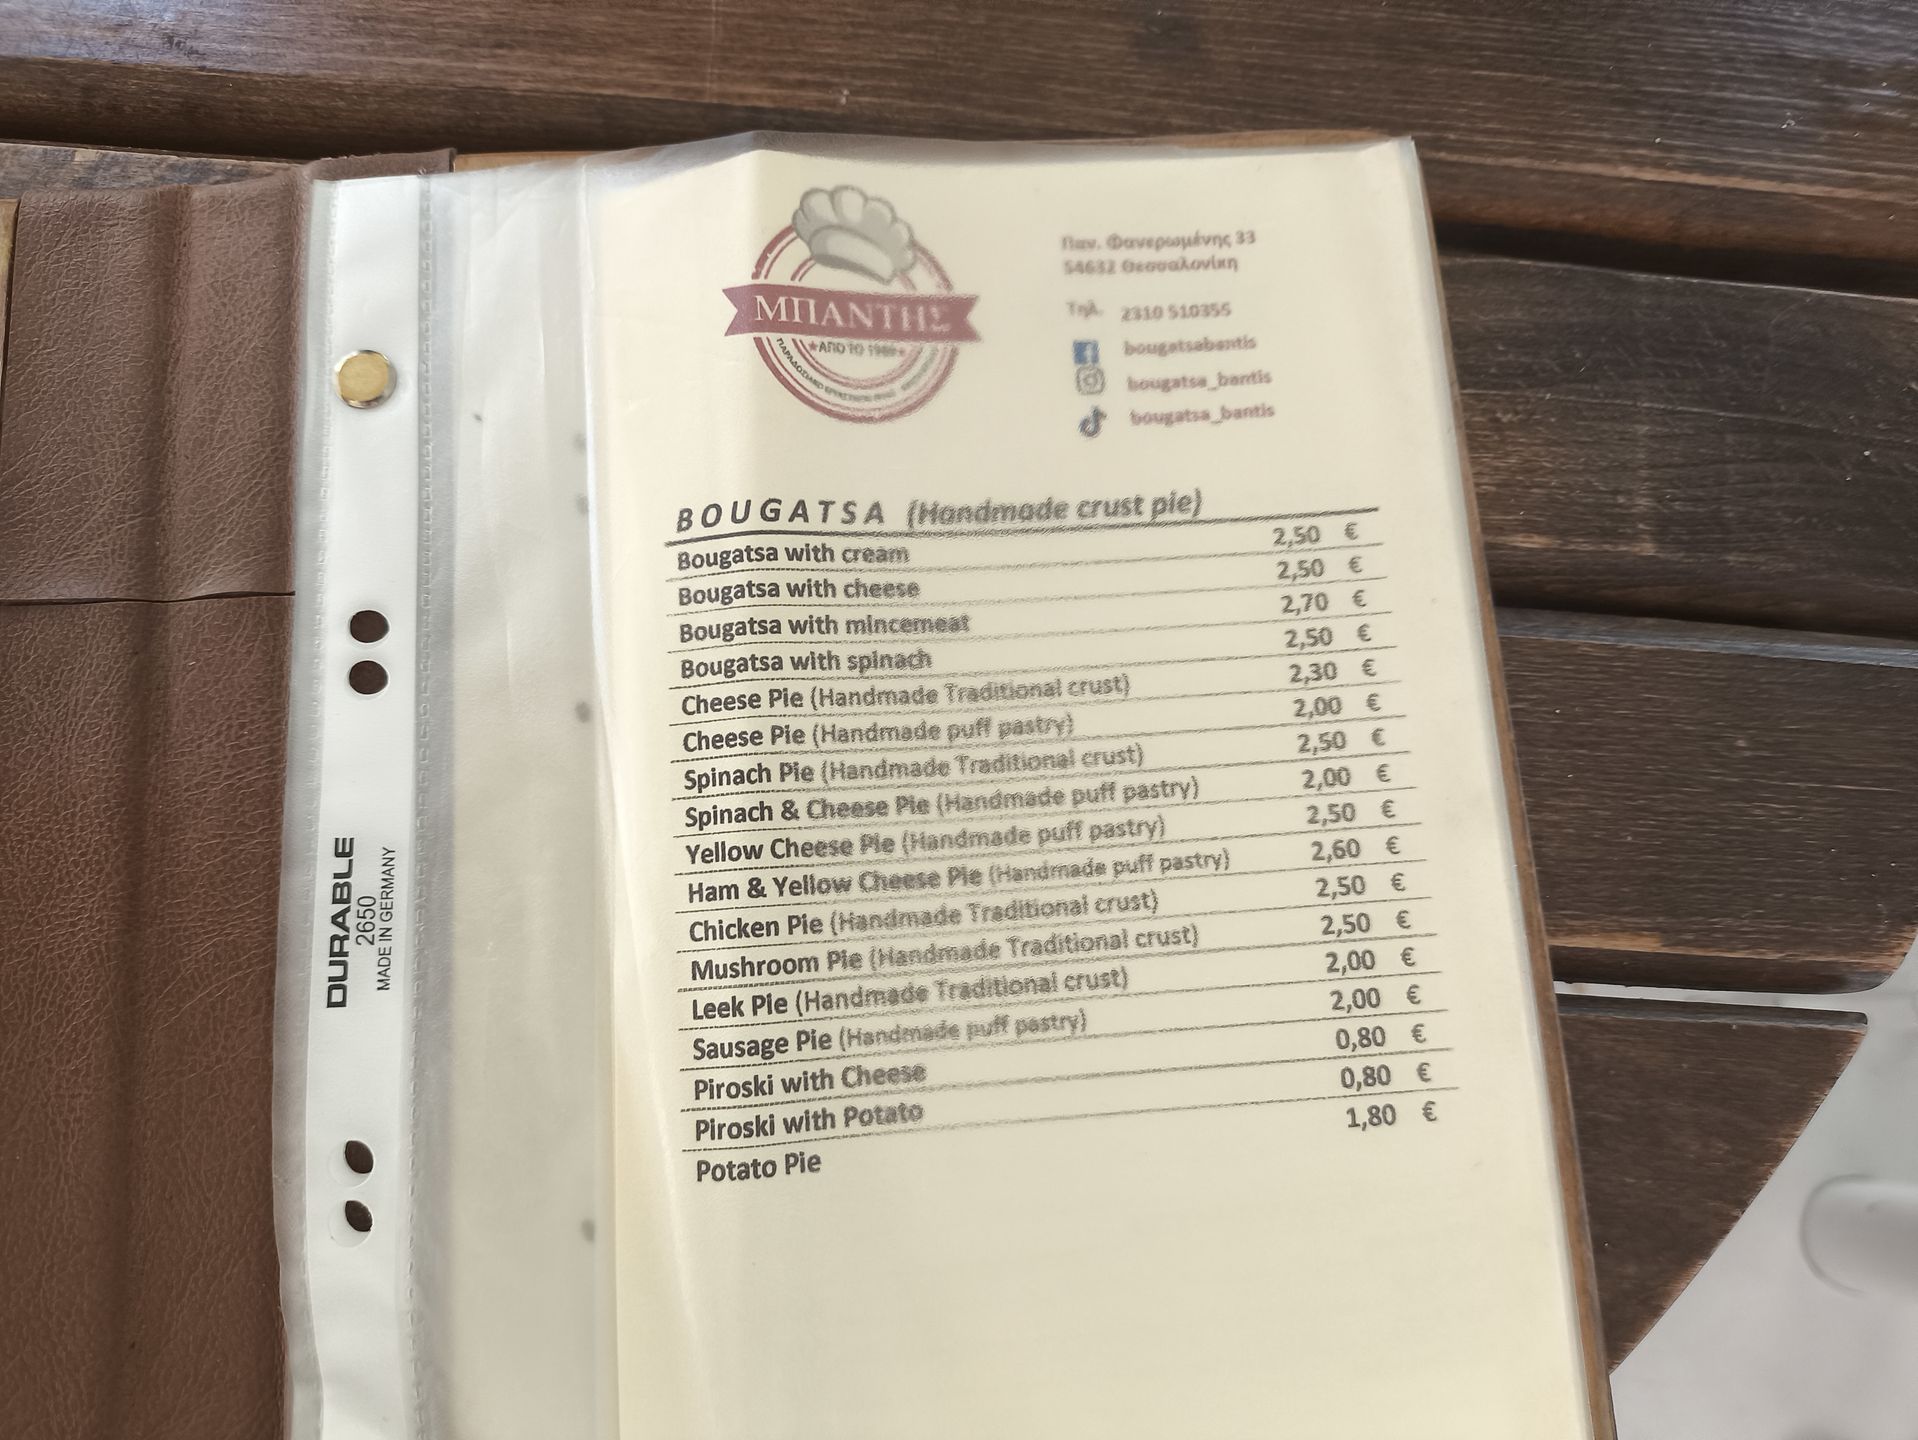 ΜΠΑΝΤΗΣ
★ΑΠΟ ΤΟ 1969★
Παν. Φανερωμένης 33
54632 Θεσσαλονίκη
Τηλ. 2310 510355
bougatsabantis
bougatsa_bantis
bougatsa_bantis
BOUGATSA (Handmade crust pie)
Bougatsa with cream 2,50 €
Bougatsa with cheese 2,50 €
Bougatsa with mincemeat 2,70 €
Bougatsa with spinach 2,50 €
Cheese Pie (Handmade Traditional crust) 2,30 €
Cheese Pie (Handmade puff pastry) 2,00 €
Spinach Pie (Handmade Traditional crust) 2,50 €
Spinach & Cheese Pie (Handmade puff pastry) 2,00 €
Yellow Cheese Pie (Handmade puff pastry) 2,50 €
Ham & Yellow Cheese Pie (Handmade puff pastry) 2,60 €
Chicken Pie (Handmade Traditional crust) 2,50 €
Mushroom Pie (Handmade Traditional crust) 2,50 €
Leek Pie (Handmade Traditional crust) 2,00 €
Sausage Pie (Handmade puff pastry) 2,00 €
Piroski with Cheese 0,80 €
Piroski with Potato 0,80 €
Potato Pie 1,80 €
DURABLE
2650
MADE IN GERMANY